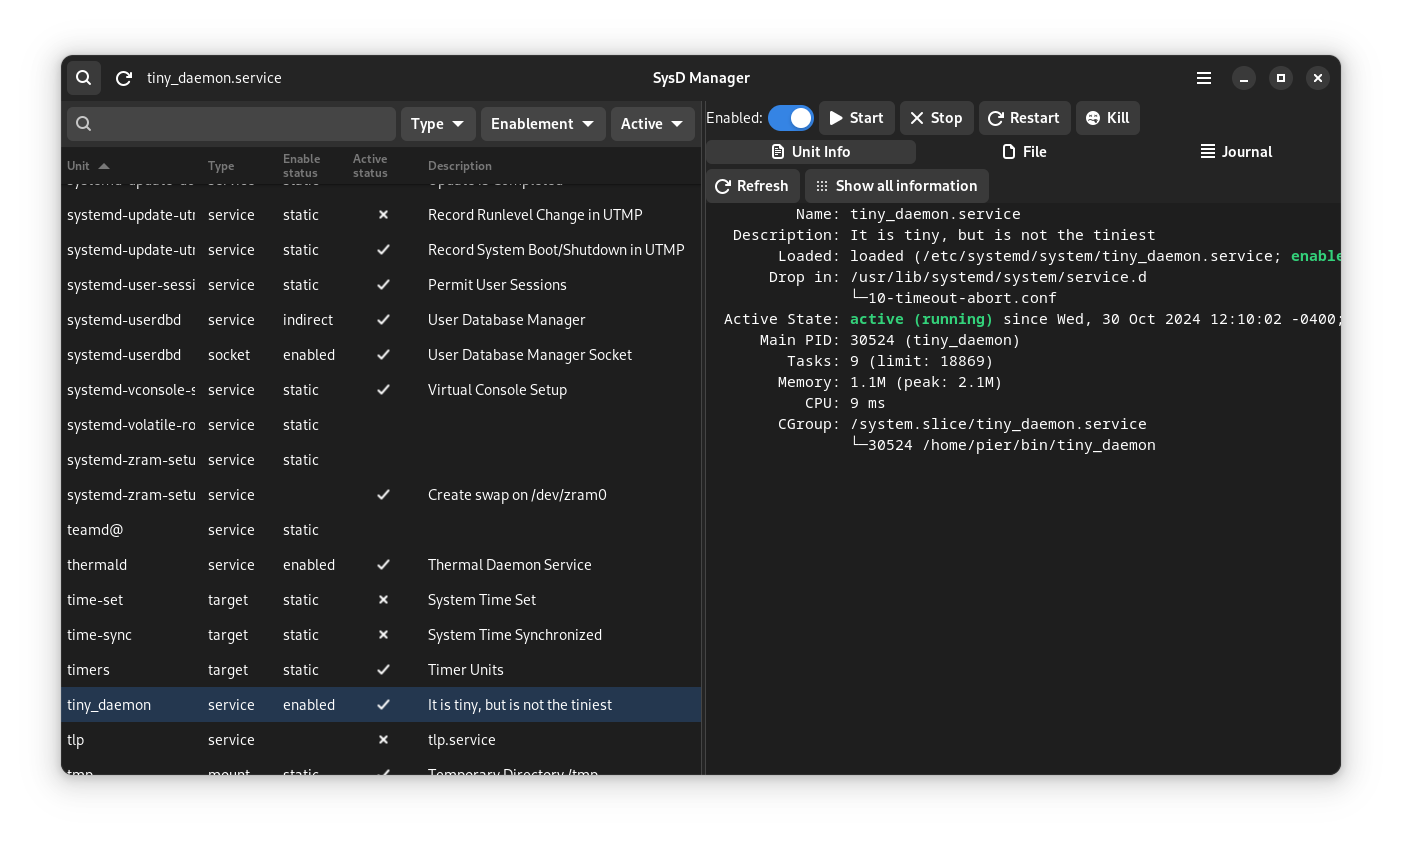 tiny_daemon.service SysD Manager
Type Enablement Active
Enabled: Start Stop Restart Kill
Unit Info File Journal
Refresh Show all information
Unit Type Enable status Active status Description
systemd-update-utr service static Record Runlevel Change in UTMP
systemd-update-utr service static Record System Boot/Shutdown in UTMP
systemd-user-sessi service static Permit User Sessions
systemd-userdbd service indirect User Database Manager
systemd-userdbd socket enabled User Database Manager Socket
systemd-vconsole-s service static Virtual Console Setup
systemd-volatile-ro service static
systemd-zram-setu service static
systemd-zram-setu service Create swap on /dev/zram0
teamd@ service static
thermald service enabled Thermal Daemon Service
time-set target static System Time Set
time-sync target static System Time Synchronized
timers target static Timer Units
tiny_daemon service enabled It is tiny, but is not the tiniest
tlp service tlp.service
tmp mount static Temporary Directory /tmp
Name: tiny_daemon.service
Description: It is tiny, but is not the tiniest
Loaded: loaded (/etc/systemd/system/tiny_daemon.service; enable
Drop in: /usr/lib/systemd/system/service.d
└─10-timeout-abort.conf
Active State: active (running) since Wed, 30 Oct 2024 12:10:02 -0400;
Main PID: 30524 (tiny_daemon)
Tasks: 9 (limit: 18869)
Memory: 1.1M (peak: 2.1M)
CPU: 9 ms
CGroup: /system.slice/tiny_daemon.service
└─30524 /home/pier/bin/tiny_daemon